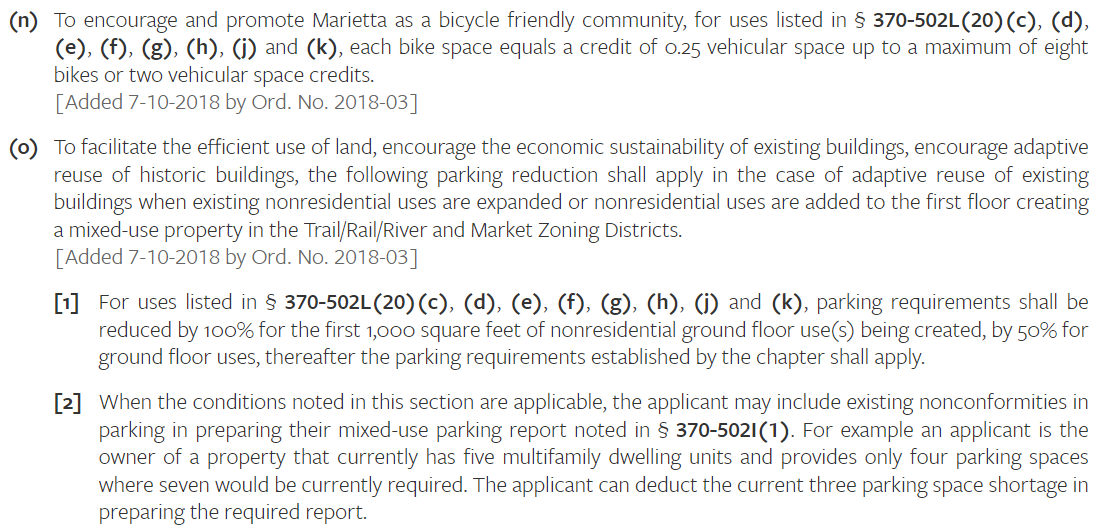 (n) To encourage and promote Marietta as a bicycle friendly community, for uses listed in § 370-502L(20)(c), (d),
(e), (f), (g), (h), (j) and (k), each bike space equals a credit of 0.25 vehicular space up to a maximum of eight
bikes or two vehicular space credits.
[Added 7-10-2018 by Ord. No. 2018-03]
(o) To facilitate the efficient use of land, encourage the economic sustainability of existing buildings, encourage adaptive
reuse of historic buildings, the following parking reduction shall apply in the case of adaptive reuse of existing
buildings when existing nonresidential uses are expanded or nonresidential uses are added to the first floor creating
a mixed-use property in the Trail/Rail/River and Market Zoning Districts.
[Added 7-10-2018 by Ord. No. 2018-03]
[1] For uses listed in § 370-502L(20)(c), (d), (e), (f), (g), (h), (j) and (k), parking requirements shall be
reduced by 100% for the first 1,000 square feet of nonresidential ground floor use(s) being created, by 50% for
ground floor uses, thereafter the parking requirements established by the chapter shall apply.
[2] When the conditions noted in this section are applicable, the applicant may include existing nonconformities in
parking in preparing their mixed-use parking report noted in § 370-502I(1). For example an applicant is the
owner of a property that currently has five multifamily dwelling units and provides only four parking spaces
where seven would be currently required. The applicant can deduct the current three parking space shortage in
preparing the required report.